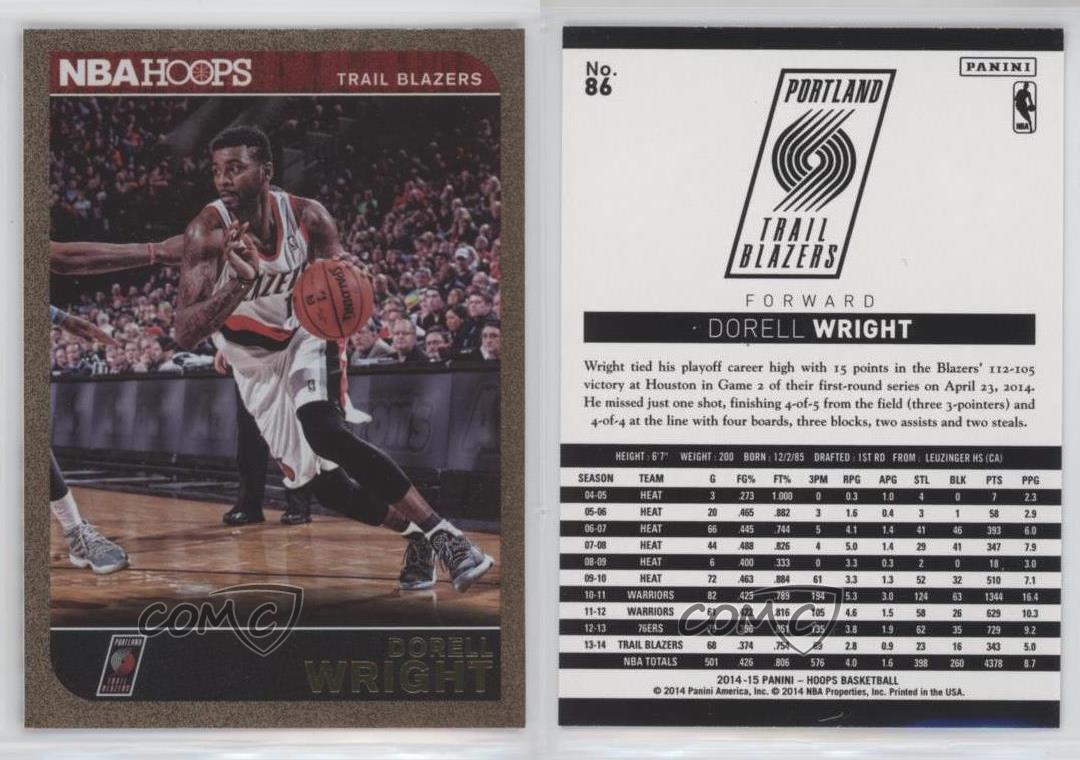 NBA HOOPS
TRAIL BLAZERS
SPALDING
COMC
PORTLAND
TRAIL
BLAZERS
DORELL
WRIGHT
No.
86
PANINI
NBA
PORTLAND
TRAIL
BLAZERS
FORWARD
DORELL WRIGHT
Wright tied his playoff career high with 15 points in the Blazers' 112-105
victory at Houston in Game 2 of their first-round series on April 23, 2014.
He missed just one shot, finishing 4-of-5 from the field (three 3-pointers) and
4-of-4 at the line with four boards, three blocks, two assists and two steals.
HEIGHT : 6'7" WEIGHT : 200 BORN : 12/2/85 DRAFTED : 1ST RD FROM : LEUZINGER HS (CA)
SEASON TEAM G FG% FT% 3PM RPG APG STL BLK PTS PPG
04-05 HEAT 3 .273 1.000 0 0.3 1.0 4 0 7 2.3
05-06 HEAT 20 .465 .882 3 1.6 0.4 3 1 58 2.9
06-07 HEAT 66 .445 .744 5 4.1 1.4 41 46 393 6.0
07-08 HEAT 44 .488 .826 4 5.0 1.4 29 41 347 7.9
08-09 HEAT 6 .400 .333 0 3.3 0.3 2 0 18 3.0
09-10 HEAT 72 .463 .884 61 3.3 1.3 52 32 510 7.1
10-11 WARRIORS 82 .423 .789 194 5.3 3.0 124 63 1344 16.4
11-12 WARRIORS .816 105 4.6 1.5 58 26 629 10.3
12-13 76ERS 3.8 1.9 62 35 729 9.2
13-14 TRAIL BLAZERS 68 .374 .754 2.8 0.9 23 16 343 5.0
NBA TOTALS 501 .426 .806 576 4.0 1.6 398 260 4378 8.7
COMC
2014-15 PANINI – HOOPS BASKETBALL
© 2014 Panini America, Inc. © 2014 NBA Properties, Inc. Printed in the USA.